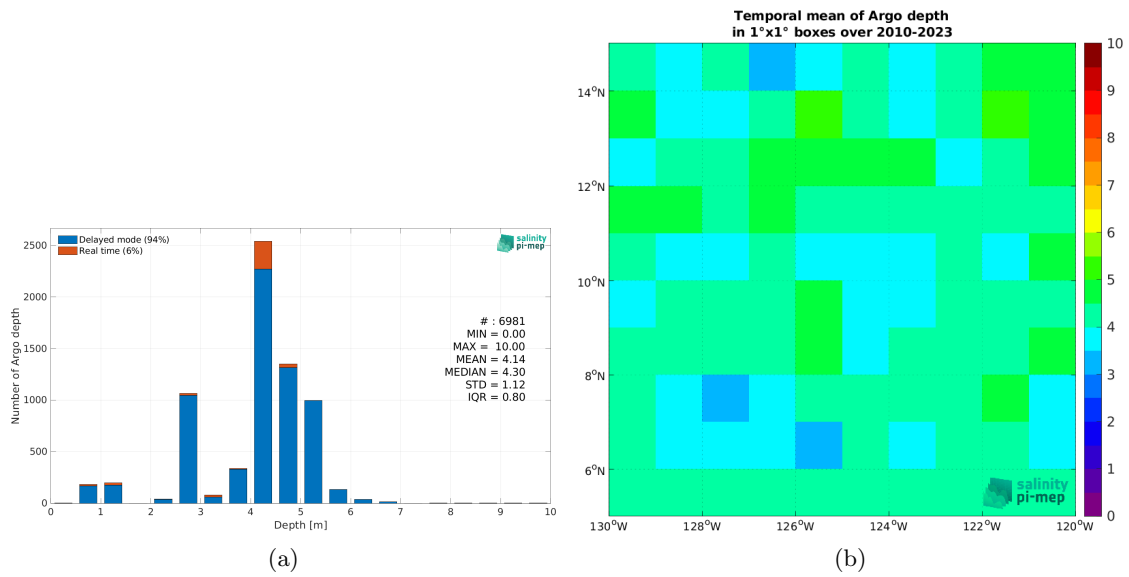 Delayed mode (94%)
Real time (6%)
salinity
pi-mep
2500
2000
1500
1000
500
0
Number of Argo depth
# : 6981
MIN = 0.00
MAX = 10.00
MEAN = 4.14
MEDIAN = 4.30
STD = 1.12
IQR = 0.80
0 1 2 3 4 5 6 7 8 9 10
Depth [m]
(a)
Temporal mean of Argo depth
in 1°x1° boxes over 2010-2023
14°N
12°N
10°N
8°N
6°N
130°W 128°W 126°W 124°W 122°W 120°W
salinity
pi-mep
10
9
8
7
6
5
4
3
2
1
0
(b)